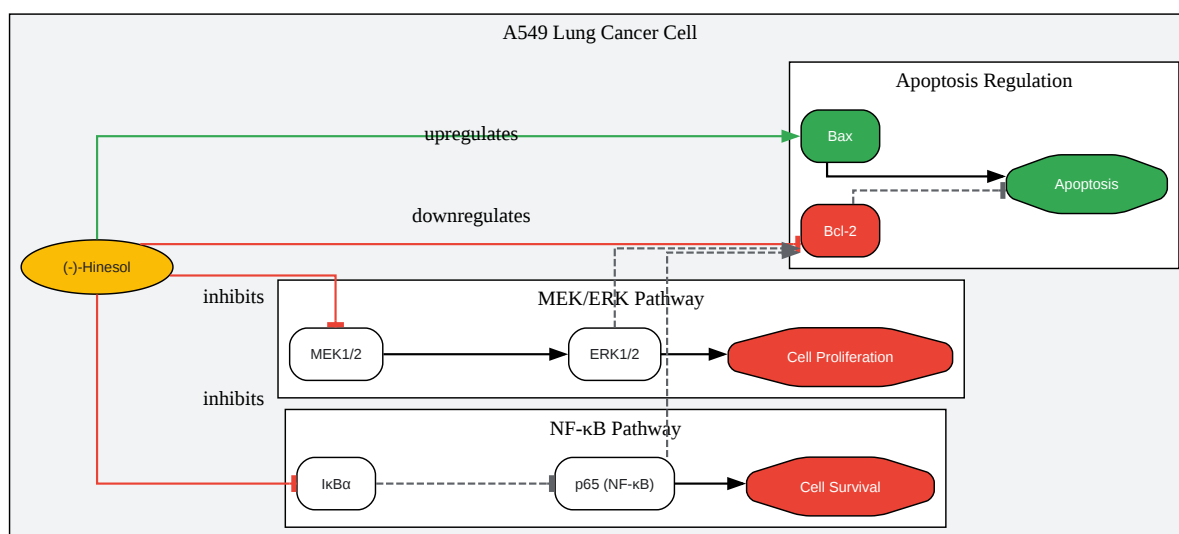 A549 Lung Cancer Cell
Apoptosis Regulation
Bax
upregulates
Apoptosis
downregulates
Bcl-2
(-)-Hinesol
inhibits
MEK/ERK Pathway
MEK1/2
ERK1/2
Cell Proliferation
inhibits
NF-κB Pathway
IκBα
p65 (NF-κB)
Cell Survival